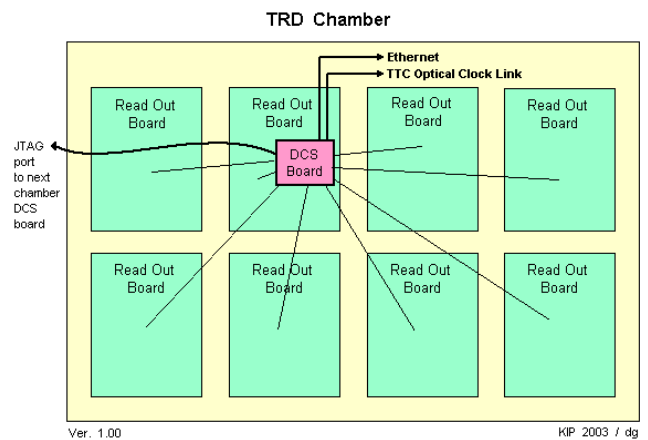 TRD Chamber
Ethernet
TTC Optical Clock Link
Read Out
Board
Read Out
Board
Read Out
Board
Read Out
Board
JTAG
port
to next
chamber
DCS
board
DCS
Board
Read Out
Board
Read Out
Board
Read Out
Board
Read Out
Board
Ver. 1.00
KIP 2003 / dg